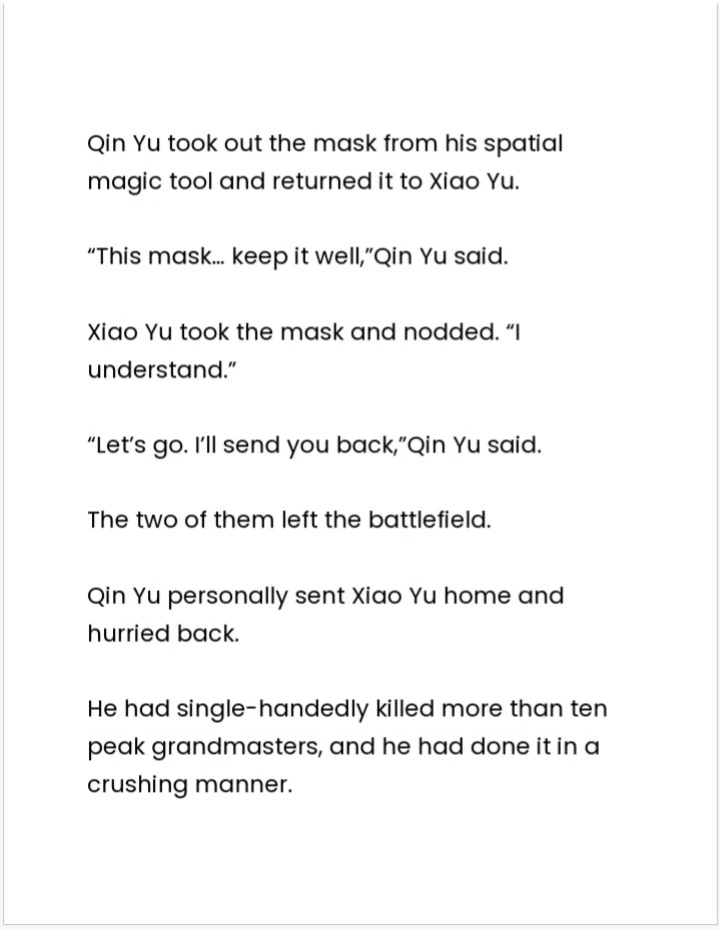 Qin Yu took out the mask from his spatial
magic tool and returned it to Xiao Yu.
“This mask… keep it well,”Qin Yu said.
Xiao Yu took the mask and nodded. “I
understand.”
“Let’s go. I’ll send you back,”Qin Yu said.
The two of them left the battlefield.
Qin Yu personally sent Xiao Yu home and
hurried back.
He had single-handedly killed more than ten
peak grandmasters, and he had done it in a
crushing manner.